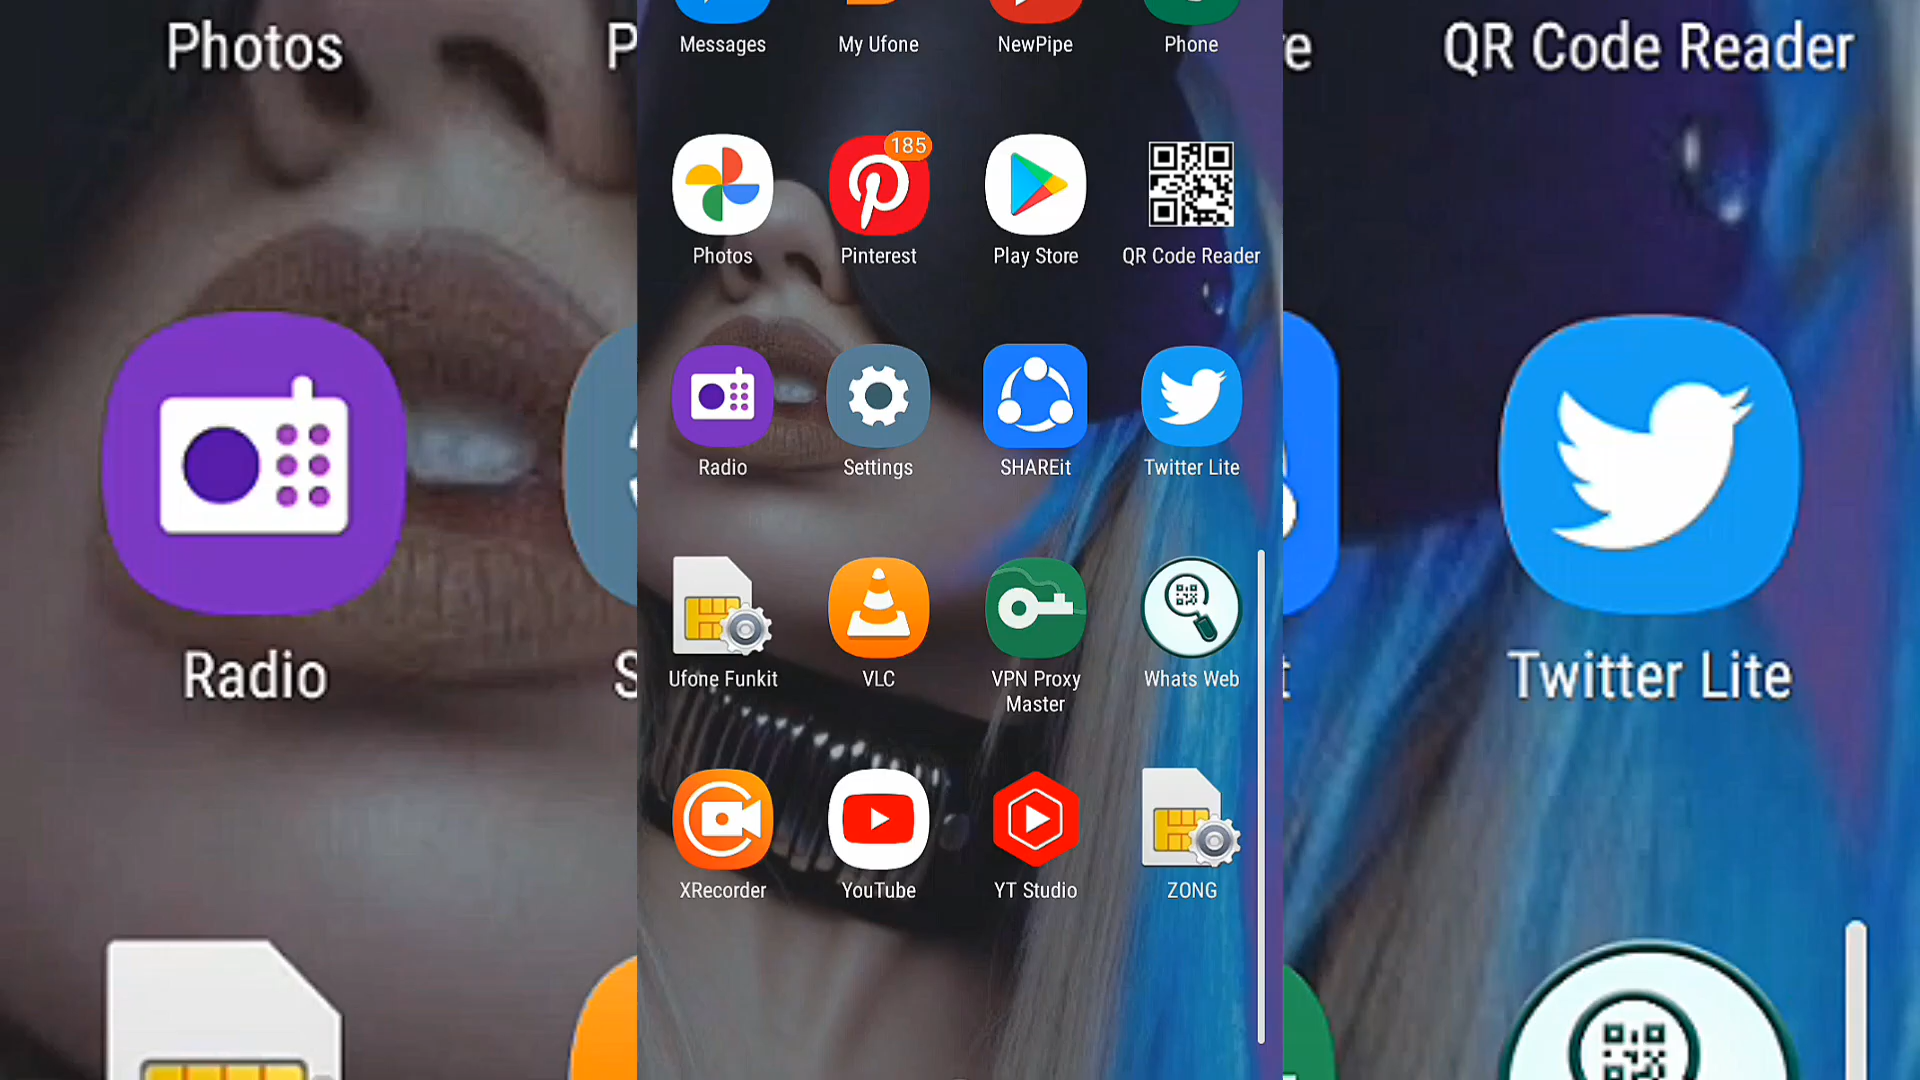 Photos
QR Code Reader
Messages
My Ufone
NewPipe
Phone
185
Photos
Pinterest
Play Store
QR Code Reader
Radio
Settings
SHAREit
Twitter Lite
Radio
Twitter Lite
Ufone Funkit
VLC
VPN Proxy
Master
Whats Web
XRecorder
YouTube
YT Studio
ZONG